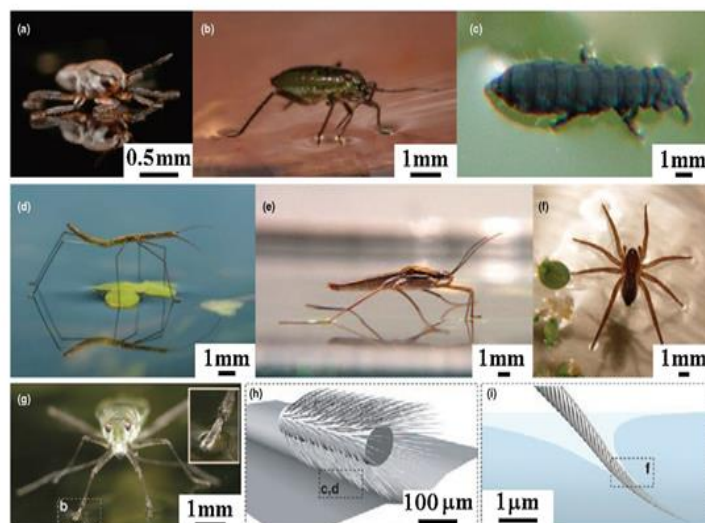 (a)
0.5mm
(b)
1mm
(c)
1mm
(d)
1mm
(e)
1mm
(f)
1mm
(g)
b
1mm
(h)
c,d
100 μm
(i)
f
1μm